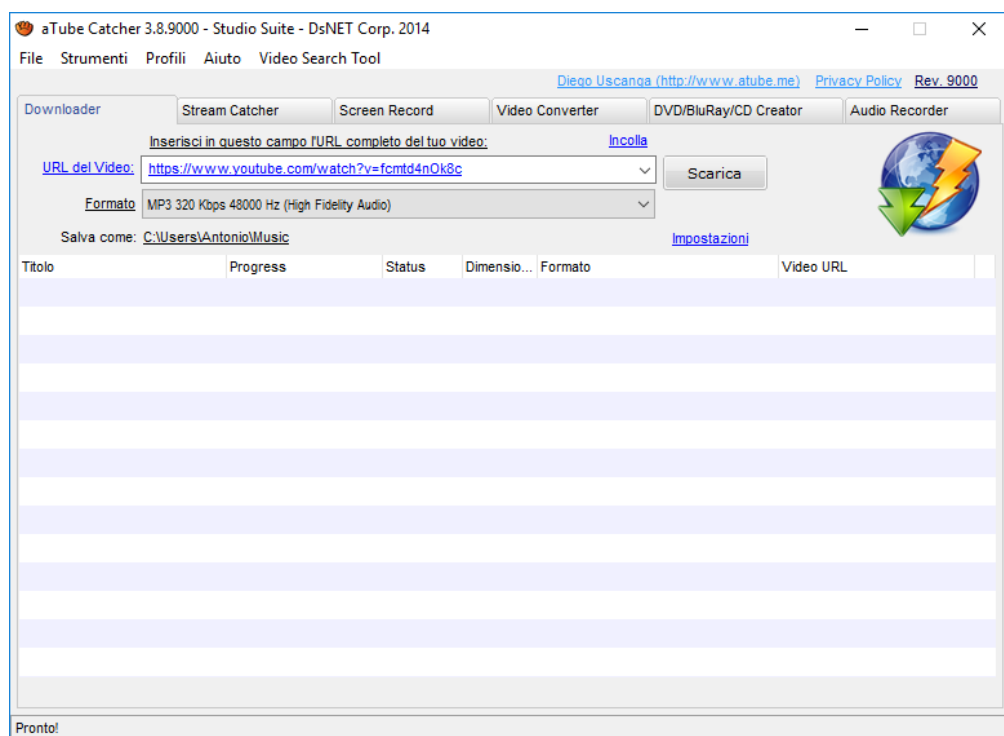 aTube Catcher 3.8.9000 - Studio Suite - DsNET Corp. 2014
File Strumenti Profili Aiuto Video Search Tool
Diego Uscanga (http://www.atube.me) Privacy Policy Rev. 9000
Downloader Stream Catcher Screen Record Video Converter DVD/BluRay/CD Creator Audio Recorder
Inserisci in questo campo l'URL completo del tuo video: Incolla
URL del Video: https://www.youtube.com/watch?v=fcmtd4nOk8c Scarica
Formato MP3 320 Kbps 48000 Hz (High Fidelity Audio)
Salva come: C:\Users\Antonio\Music Impostazioni
Titolo Progress Status Dimensio... Formato Video URL
Pronto!